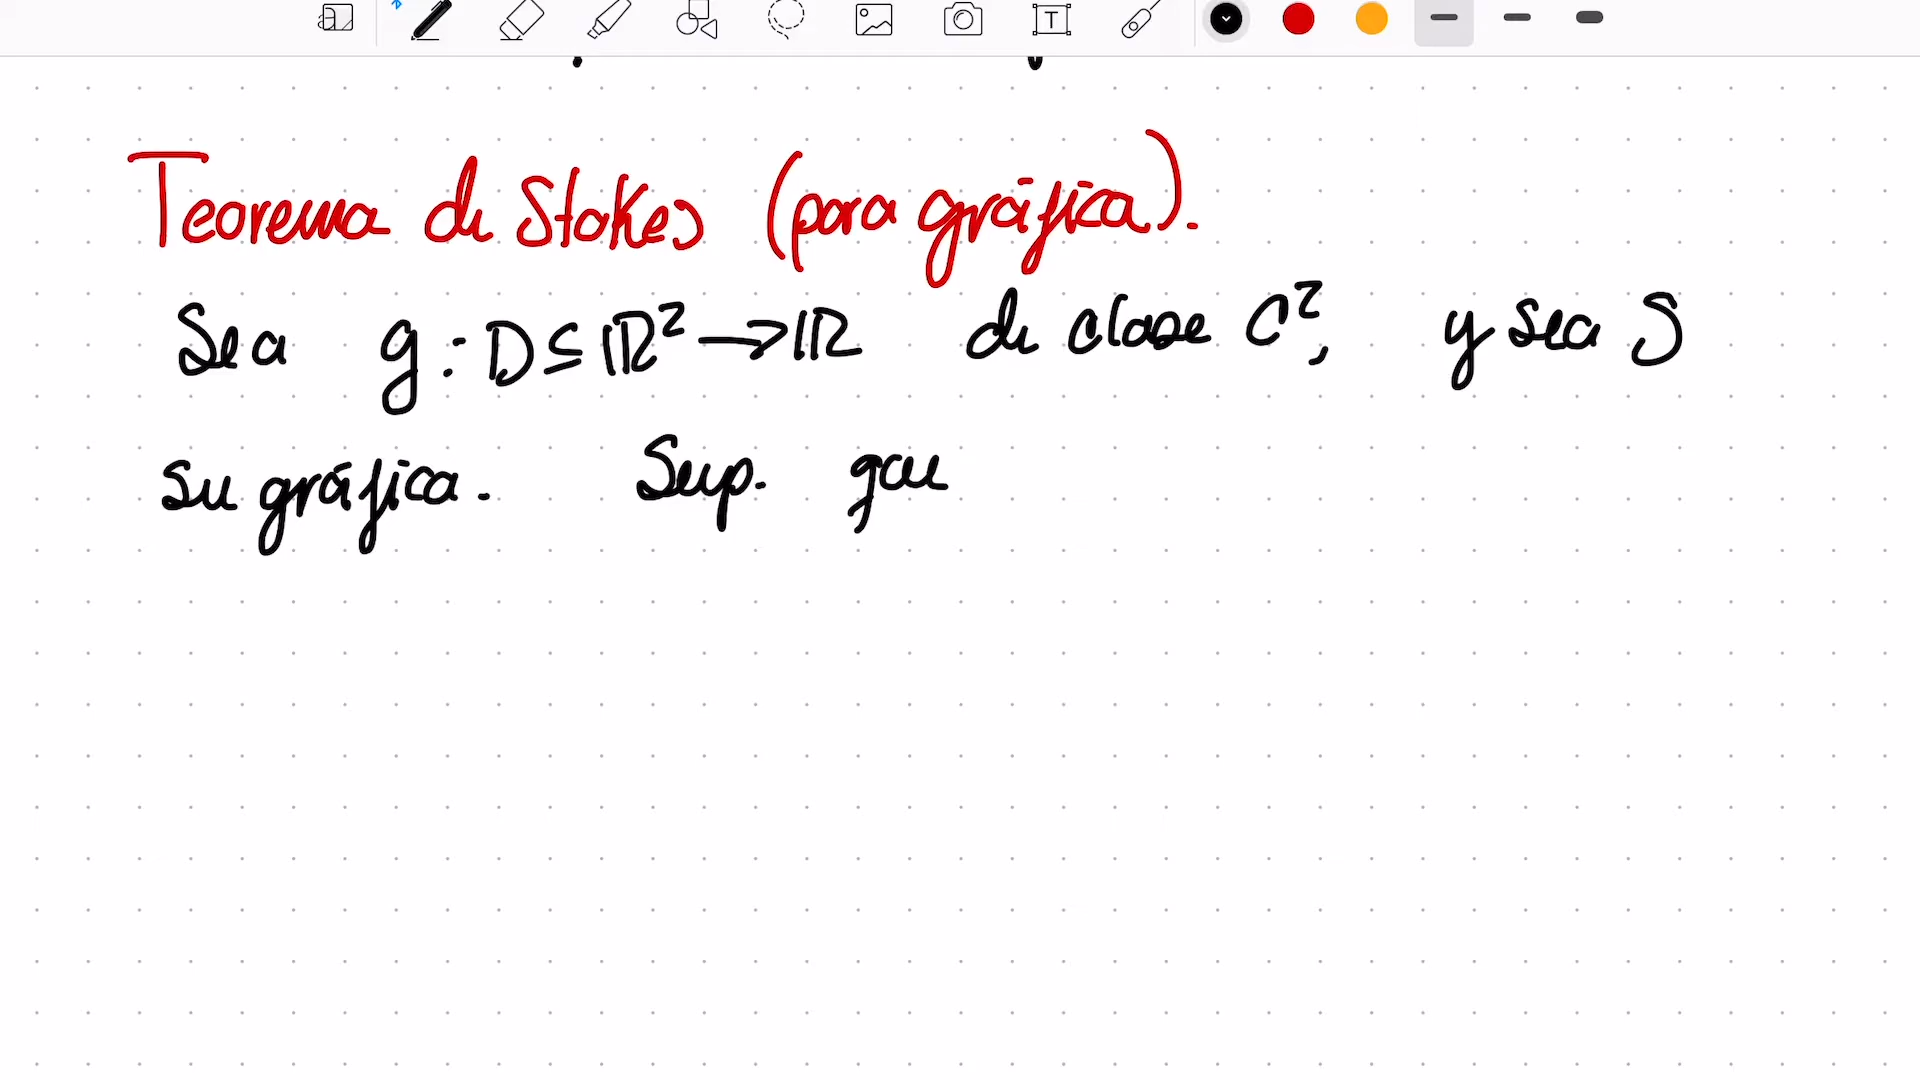 Teorema de Stokes (para gráfica).
Sea g: D ⊆ ℝ² → ℝ de clase C², y sea S
su gráfica. Sup. que